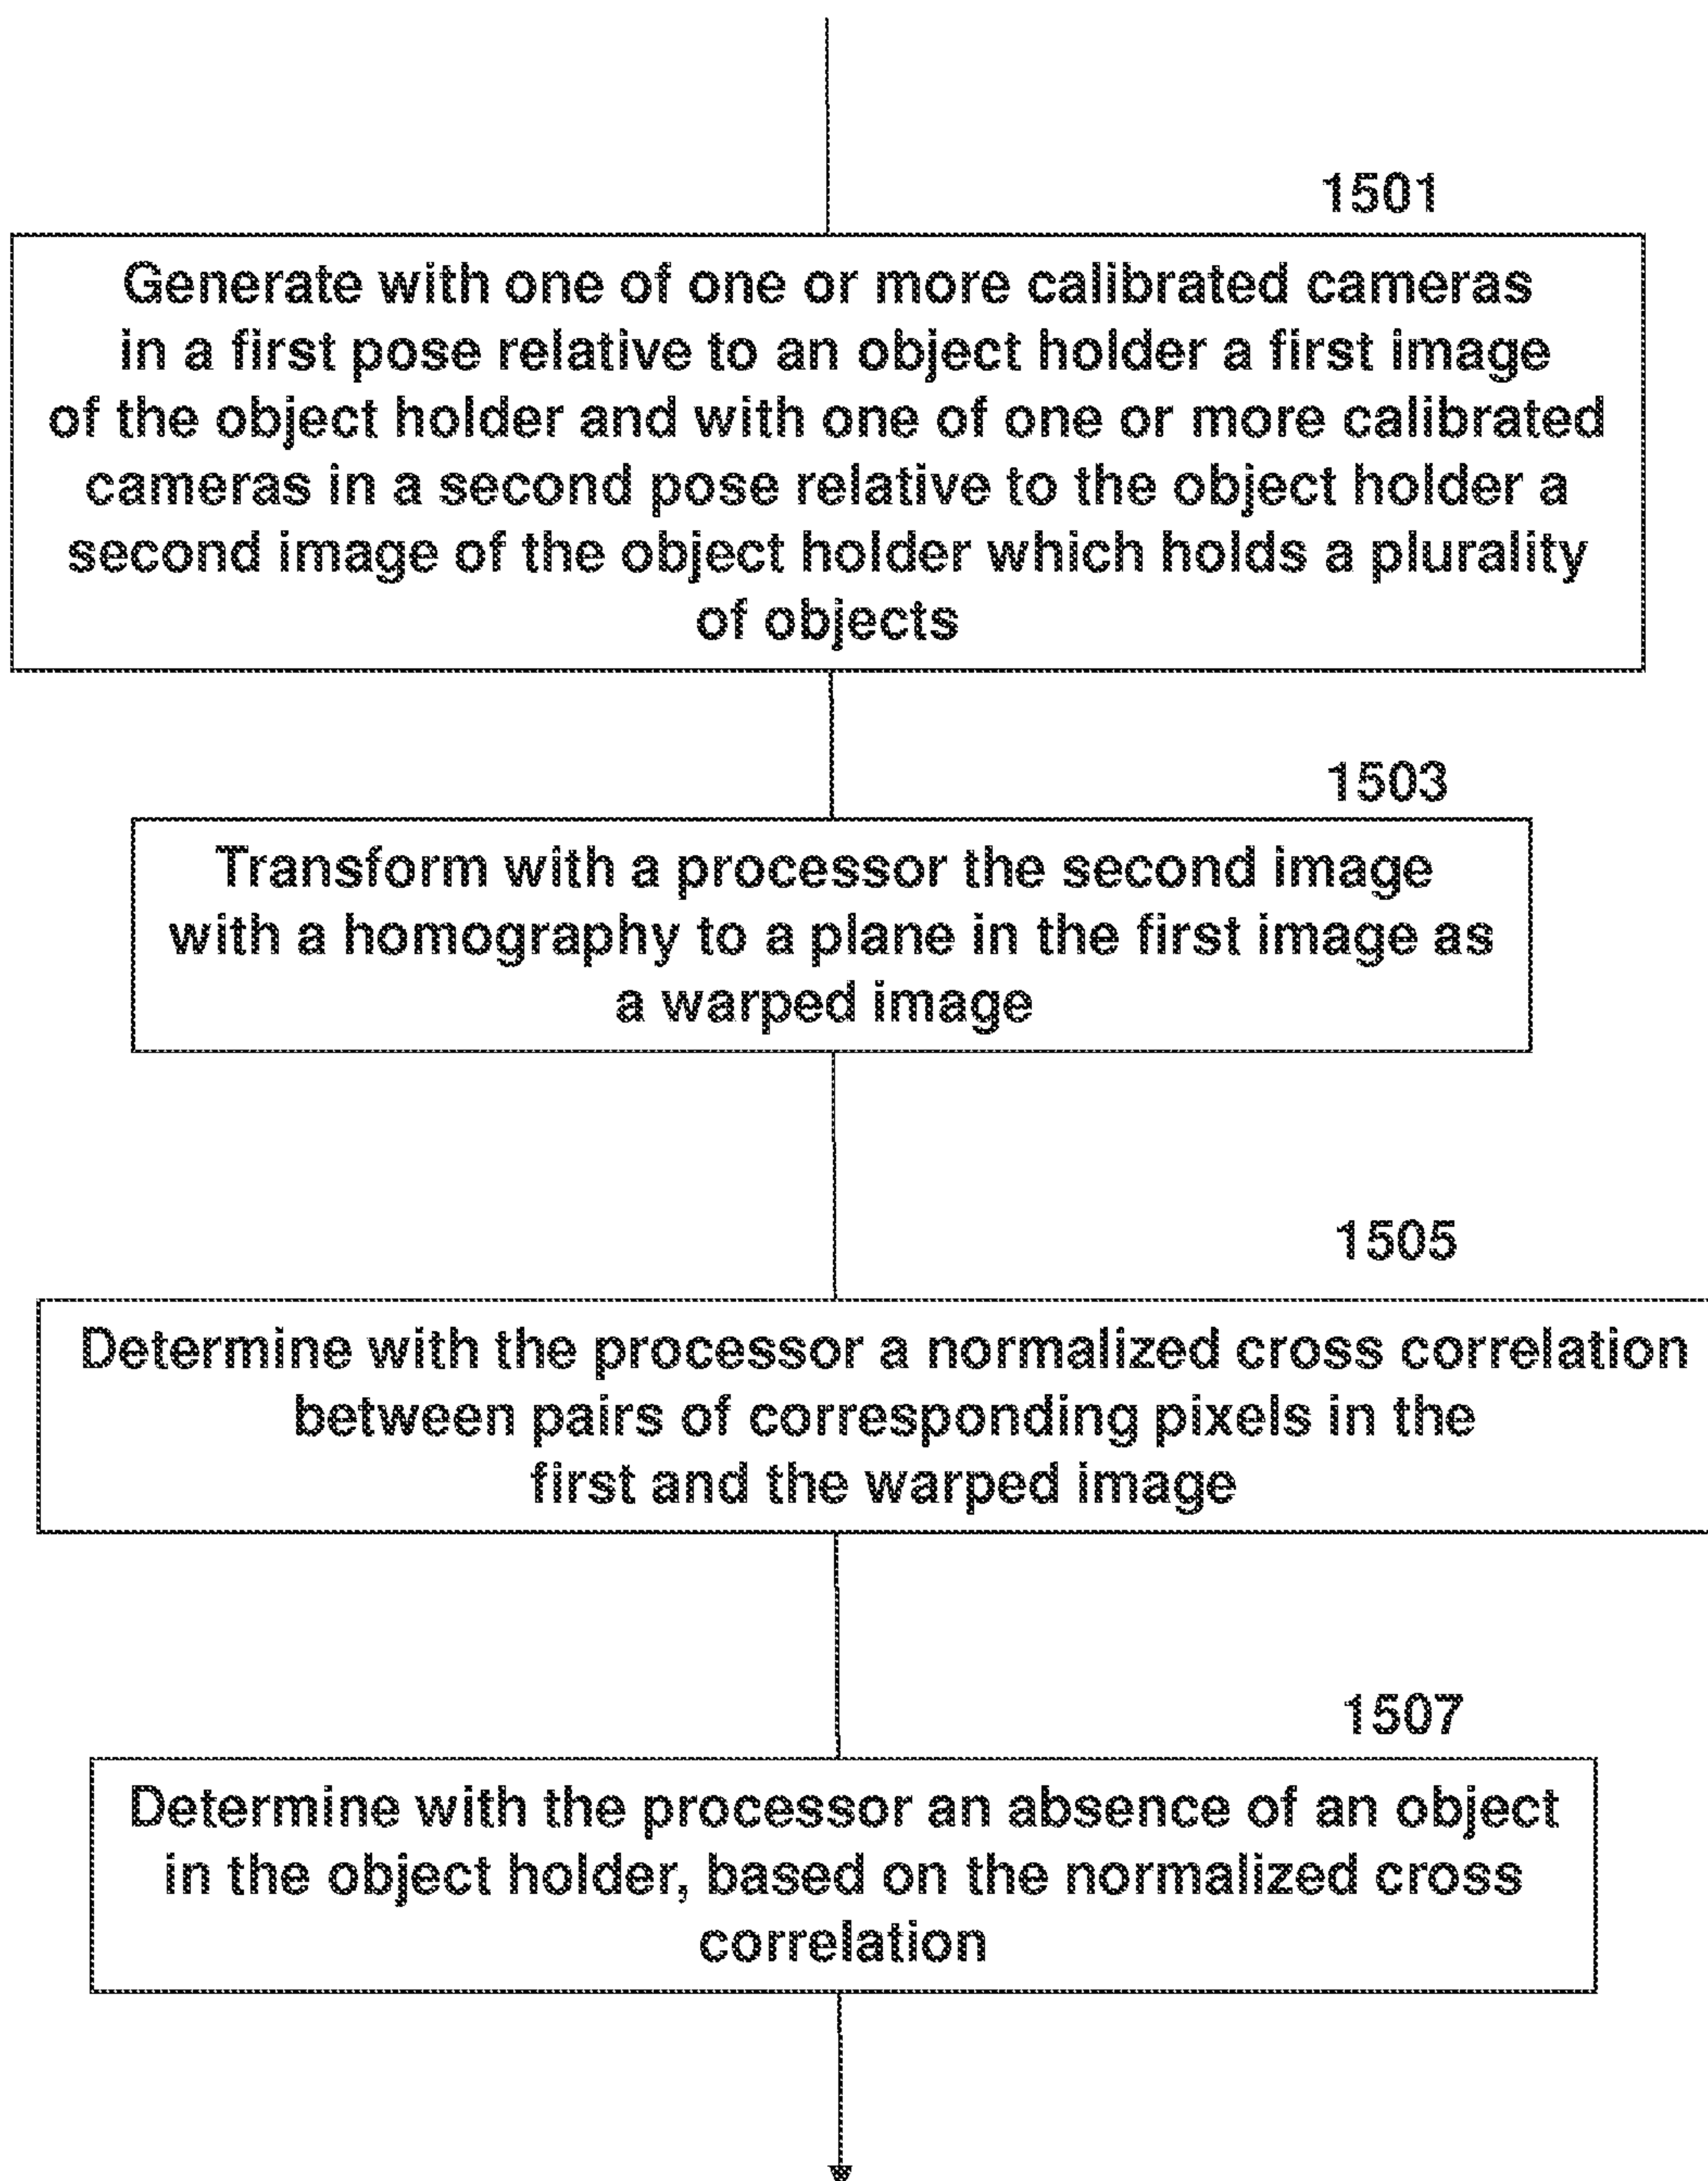 1501
Generate with one of one or more calibrated cameras
in a first pose relative to an object holder a first image
of the object holder and with one of one or more calibrated
cameras in a second pose relative to the object holder a
second image of the object holder which holds a plurality
of objects
1503
Transform with a processor the second image
with a homography to a plane in the first image as
a warped image
1505
Determine with the processor a normalized cross correlation
between pairs of corresponding pixels in the
first and the warped image
1507
Determine with the processor an absence of an object
in the object holder, based on the normalized cross
correlation